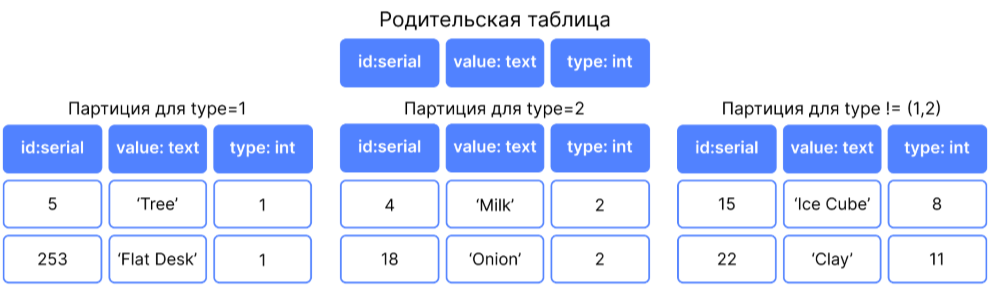 Родительская таблица
id:serial value: text type: int
Партиция для type=1
id:serial value: text type: int
5 ‘Tree’ 1
253 ‘Flat Desk’ 1
Партиция для type=2
id:serial value: text type: int
4 ‘Milk’ 2
18 ‘Onion’ 2
Партиция для type != (1,2)
id:serial value: text type: int
15 ‘Ice Cube’ 8
22 ‘Clay’ 11